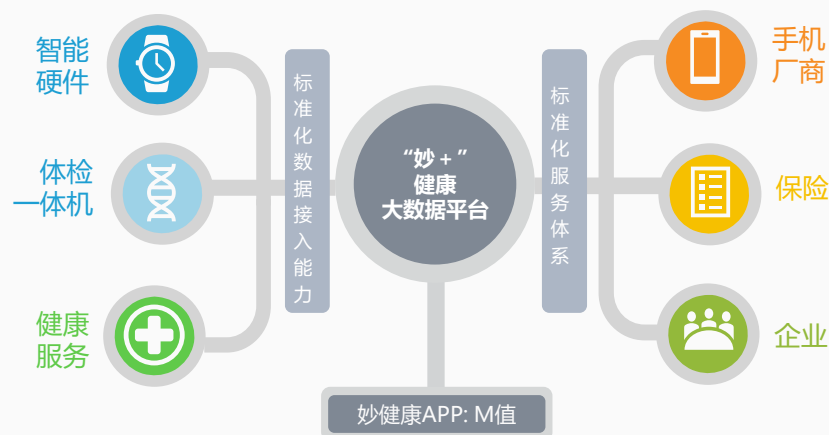 智能
硬件
体检
一体机
健康
服务
标准化数据接入能力
“妙+”
健康
大数据平台
标准化服务体系
手机
厂商
保险
企业
妙健康APP: M值